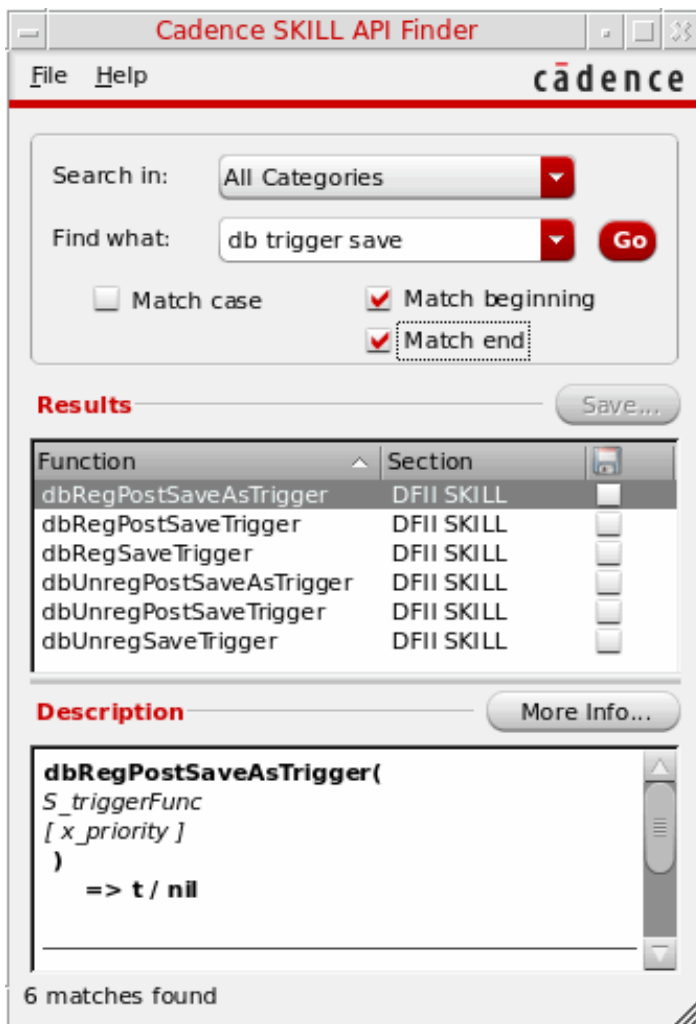 Cadence SKILL API Finder
File Help cādence
Search in: All Categories
Find what: db trigger save Go
Match case Match beginning
Match end
Results Save...
Function Section
dbRegPostSaveAsTrigger DFII SKILL
dbRegPostSaveTrigger DFII SKILL
dbRegSaveTrigger DFII SKILL
dbUnregPostSaveAsTrigger DFII SKILL
dbUnregPostSaveTrigger DFII SKILL
dbUnregSaveTrigger DFII SKILL
Description More Info...
dbRegPostSaveAsTrigger(
S_triggerFunc
[ x_priority ]
)
=> t / nil
6 matches found